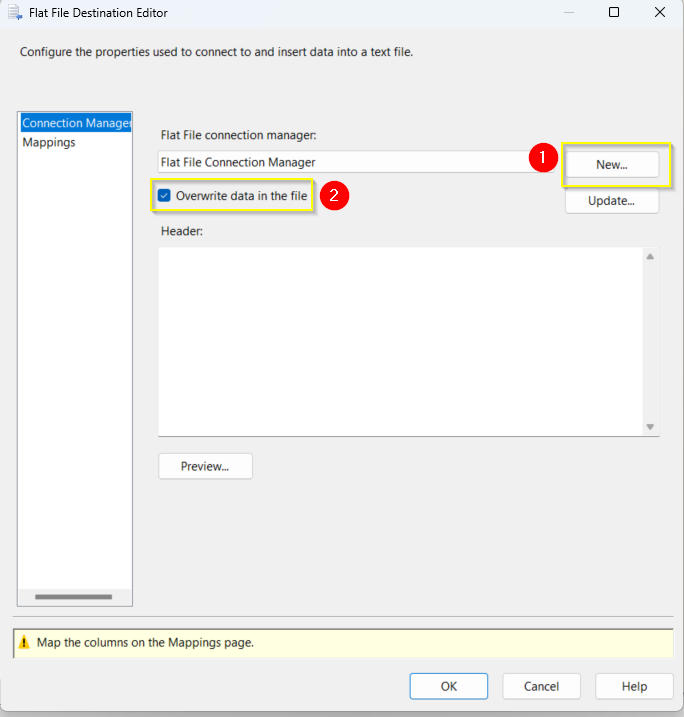 Flat File Destination Editor
Configure the properties used to connect to and insert data into a text file.
Connection Manager
Mappings
Flat File connection manager:
Flat File Connection Manager
1
New...
Overwrite data in the file
2
Update...
Header:
Preview...
Map the columns on the Mappings page.
OK
Cancel
Help